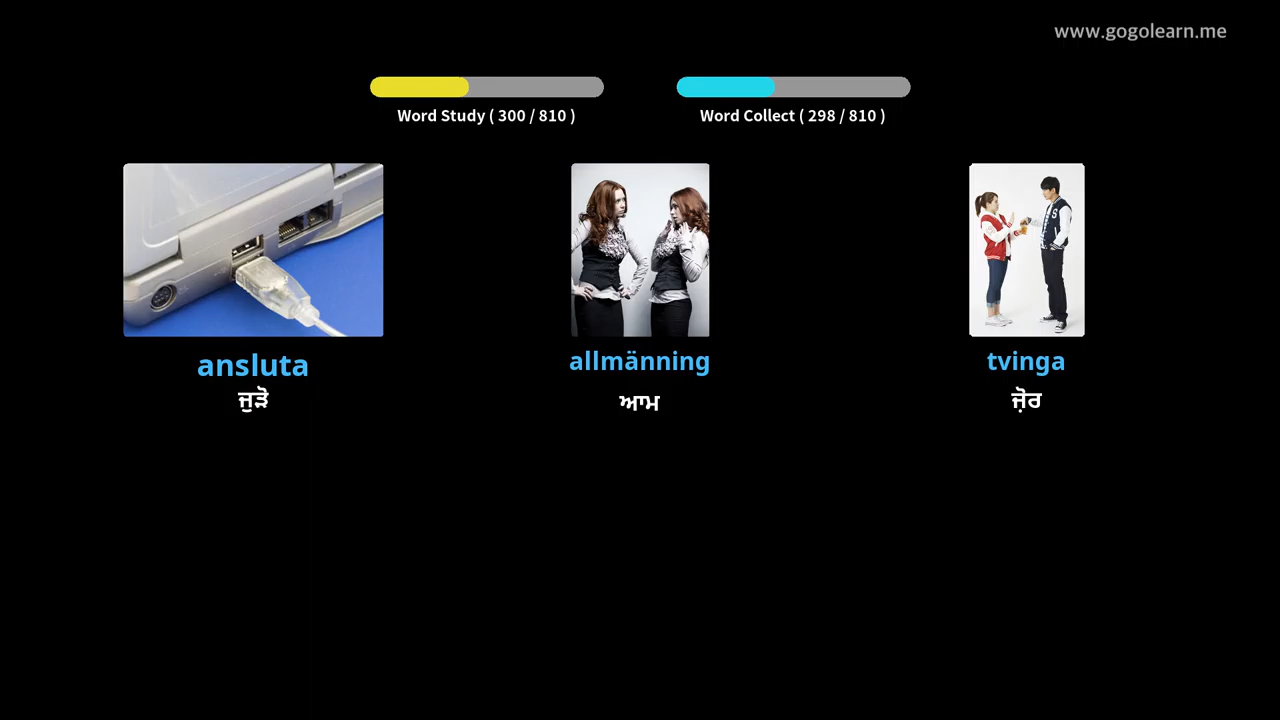 www.gogolearn.me
Word Study ( 300 / 810 )
Word Collect ( 298 / 810 )
ansluta
ਜੁੜੋ
allmänning
ਆਮ
tvinga
ਜ਼ੋਰ